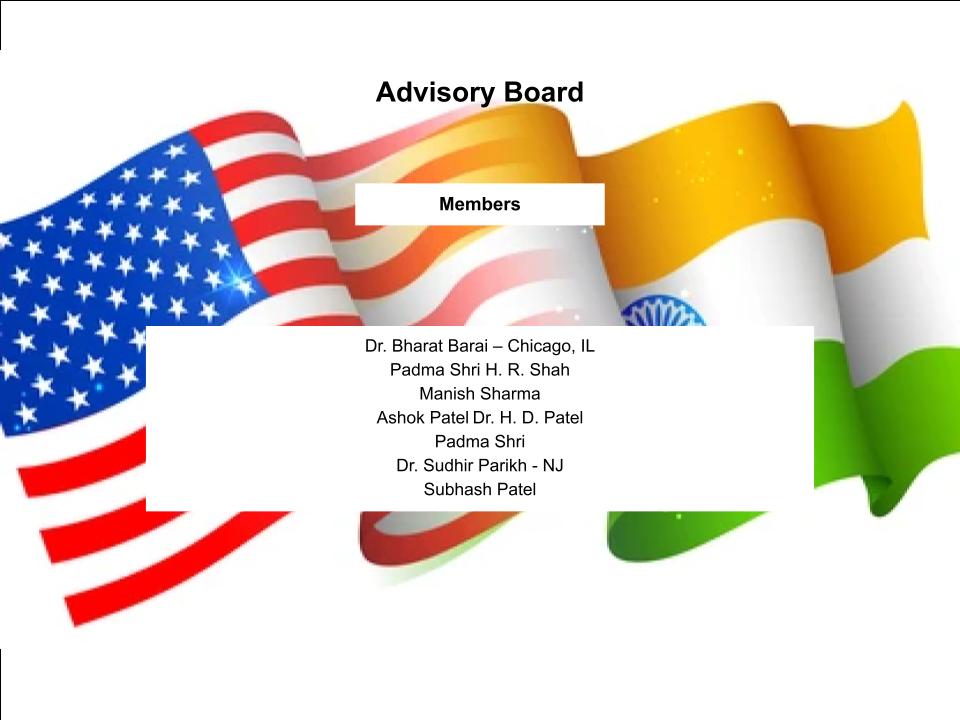 Advisory Board
Members
Dr. Bharat Barai – Chicago, IL
Padma Shri H. R. Shah
Manish Sharma
Ashok Patel Dr. H. D. Patel
Padma Shri
Dr. Sudhir Parikh - NJ
Subhash Patel